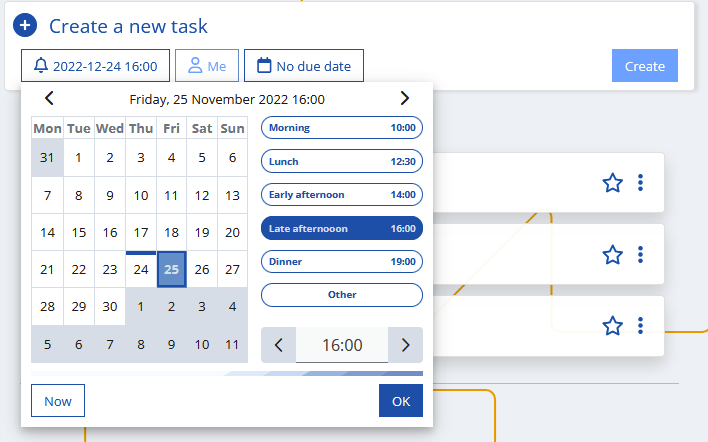 Create a new task
2022-12-24 16:00 Me No due date Create
Friday, 25 November 2022 16:00
Mon Tue Wed Thu Fri Sat Sun
31 1 2 3 4 5 6
7 8 9 10 11 12 13
14 15 16 17 18 19 20
21 22 23 24 25 26 27
28 29 30 1 2 3 4
5 6 7 8 9 10 11
Morning 10:00
Lunch 12:30
Early afternoon 14:00
Late afternooon 16:00
Dinner 19:00
Other
16:00
Now OK